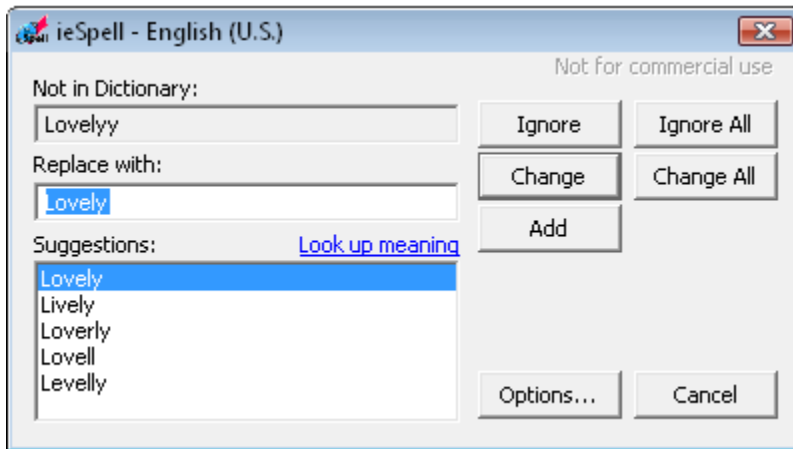 ieSpell - English (U.S.)
Not for commercial use
Not in Dictionary:
Lovelyy
Ignore
Ignore All
Replace with:
Change
Change All
Lovely
Add
Suggestions:
Look up meaning
Lovely
Lively
Loverly
Lovell
Levelly
Options...
Cancel